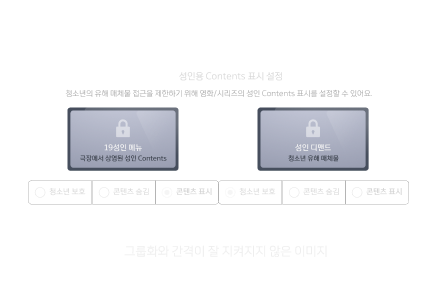 성인용 Contents 표시 설정
청소년의 유해 매체물 접근을 제한하기 위해 영화/시리즈의 성인 Contents 표시를 설정할 수 있어요.
19성인 메뉴
극장에서 상영된 성인 Contents
성인 디맨드
청소년 유해 매체물
청소년 보호 콘텐츠 숨김 콘텐츠 표시 청소년 보호 콘텐츠 숨김 콘텐츠 표시
그룹화와 간격이 잘 지켜지지 않은 이미지